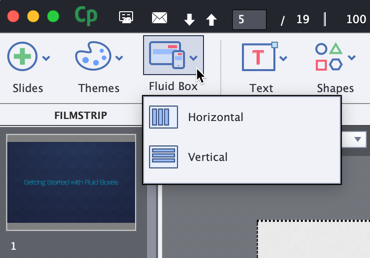 Cp 5 / 19 | 100
Slides Themes Fluid Box Text Shapes
FILMSTRIP
Horizontal
Vertical
Getting Started with Fluid Boxes
1